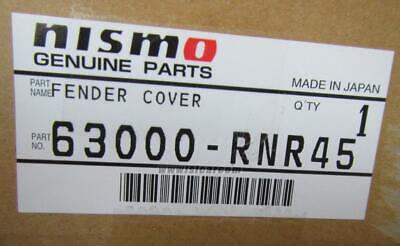 nismo
GENUINE PARTS
PART NAME FENDER COVER
MADE IN JAPAN
Q'TY 1
PART NO. 63000-RNR45